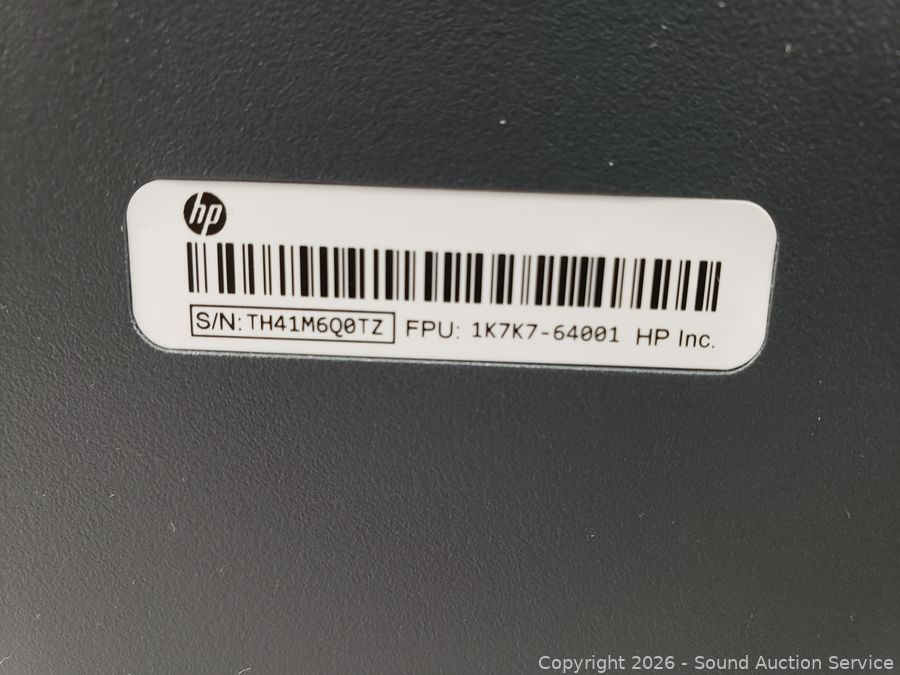 hp
S/N: TH41M6Q0TZ FPU: 1K7K7-64001 HP Inc.
Copyright 2026 - Sound Auction Service